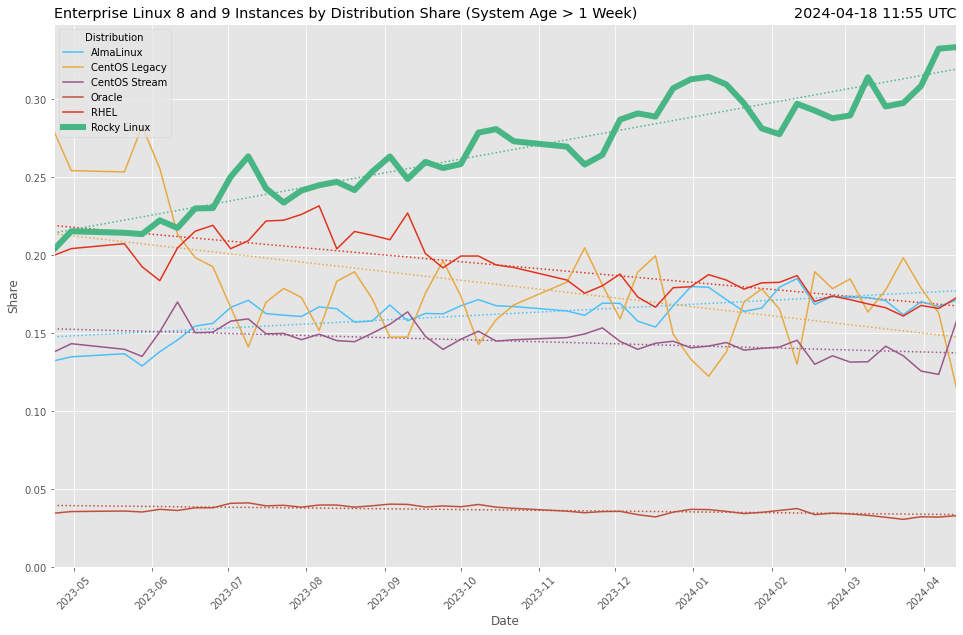 Enterprise Linux 8 and 9 Instances by Distribution Share (System Age > 1 Week)
2024-04-18 11:55 UTC
Distribution
AlmaLinux
CentOS Legacy
CentOS Stream
Oracle
RHEL
Rocky Linux
Share
0.30
0.25
0.20
0.15
0.10
0.05
0.00
2023-05
2023-06
2023-07
2023-08
2023-09
2023-10
2023-11
2023-12
2024-01
2024-02
2024-03
2024-04
Date